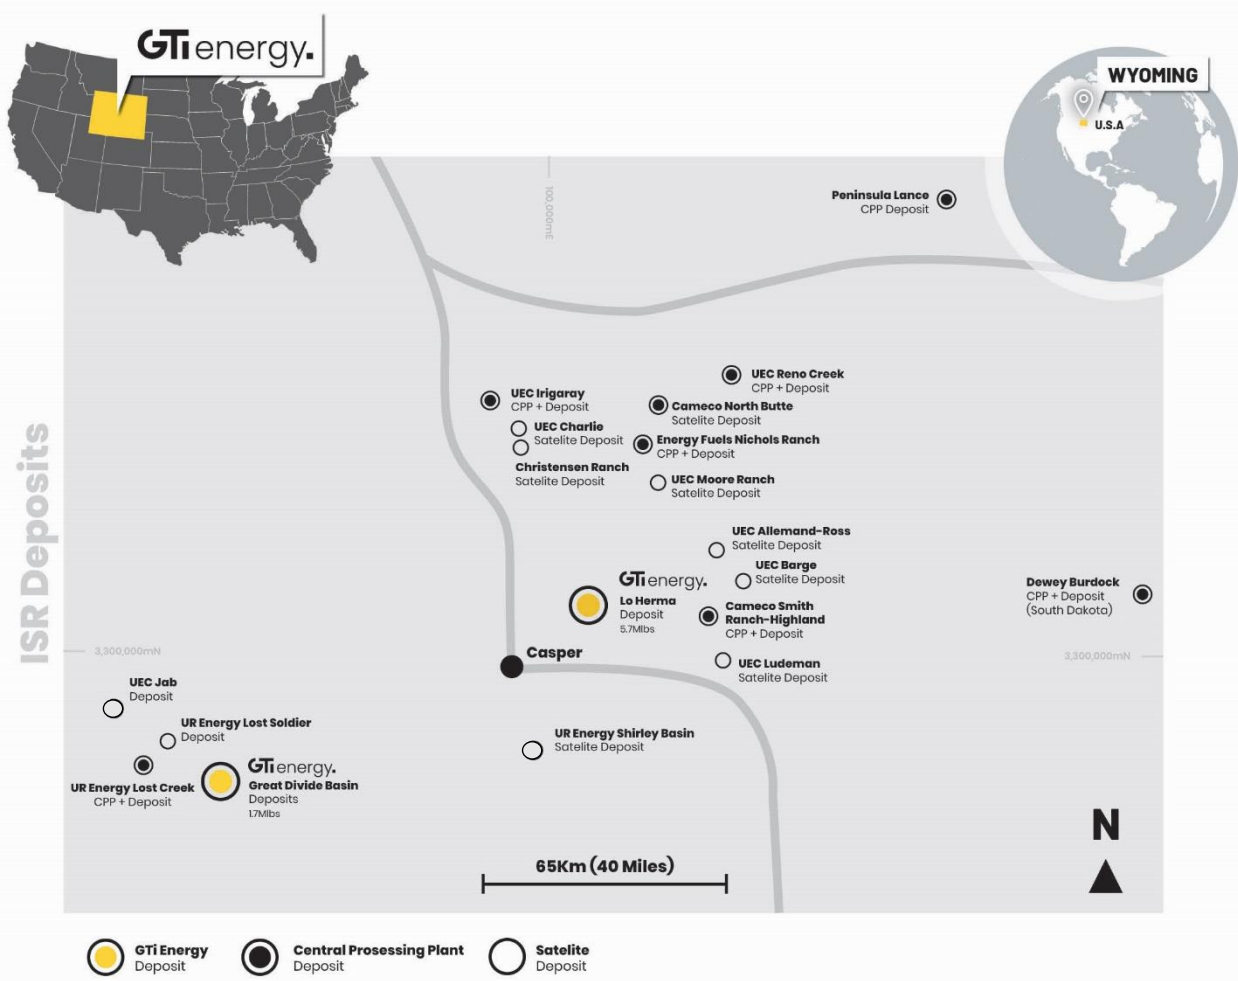 GTi energy.
WYOMING
U.S.A
100,000mE
Peninsula Lance
CPP Deposit
UEC Reno Creek
CPP + Deposit
UEC Irigaray
CPP + Deposit
Cameco North Butte
Satelite Deposit
UEC Charlie
Satelite Deposit
Energy Fuels Nichols Ranch
CPP + Deposit
Christensen Ranch
Satelite Deposit
UEC Moore Ranch
Satelite Deposit
ISR Deposits
UEC Allemand-Ross
Satelite Deposit
UEC Barge
Satelite Deposit
GTi energy.
Lo Herma
Deposit
5.7Mlbs
Cameco Smith
Ranch-Highland
CPP + Deposit
Dewey Burdock
CPP + Deposit
(South Dakota)
3,300,000mN
Casper
UEC Ludeman
Satelite Deposit
3,300,000mN
UEC Jab
Deposit
UR Energy Lost Soldier
Deposit
UR Energy Shirley Basin
Satelite Deposit
GTi energy.
Great Divide Basin
Deposits
1.7Mlbs
UR Energy Lost Creek
CPP + Deposit
65Km (40 Miles)
N
GTi Energy
Deposit
Central Prosessing Plant
Deposit
Satelite
Deposit